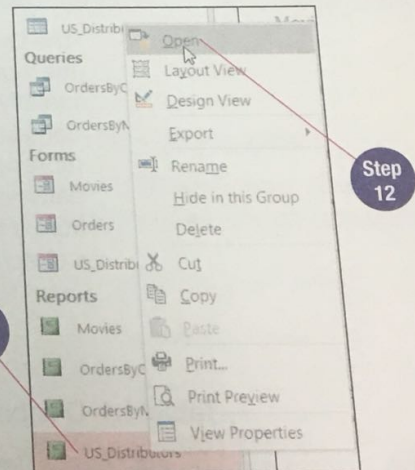 US_Distrib
Open
Queries
Layout View
OrdersByC
Design View
OrdersByN
Export
Forms
Rename
Step
12
Movies
Hide in this Group
Orders
Delete
US_Distrib
Cut
Reports
Copy
Movies
Paste
OrdersByC
Print...
Print Preview
OrdersByN
View Properties
US_Distributors